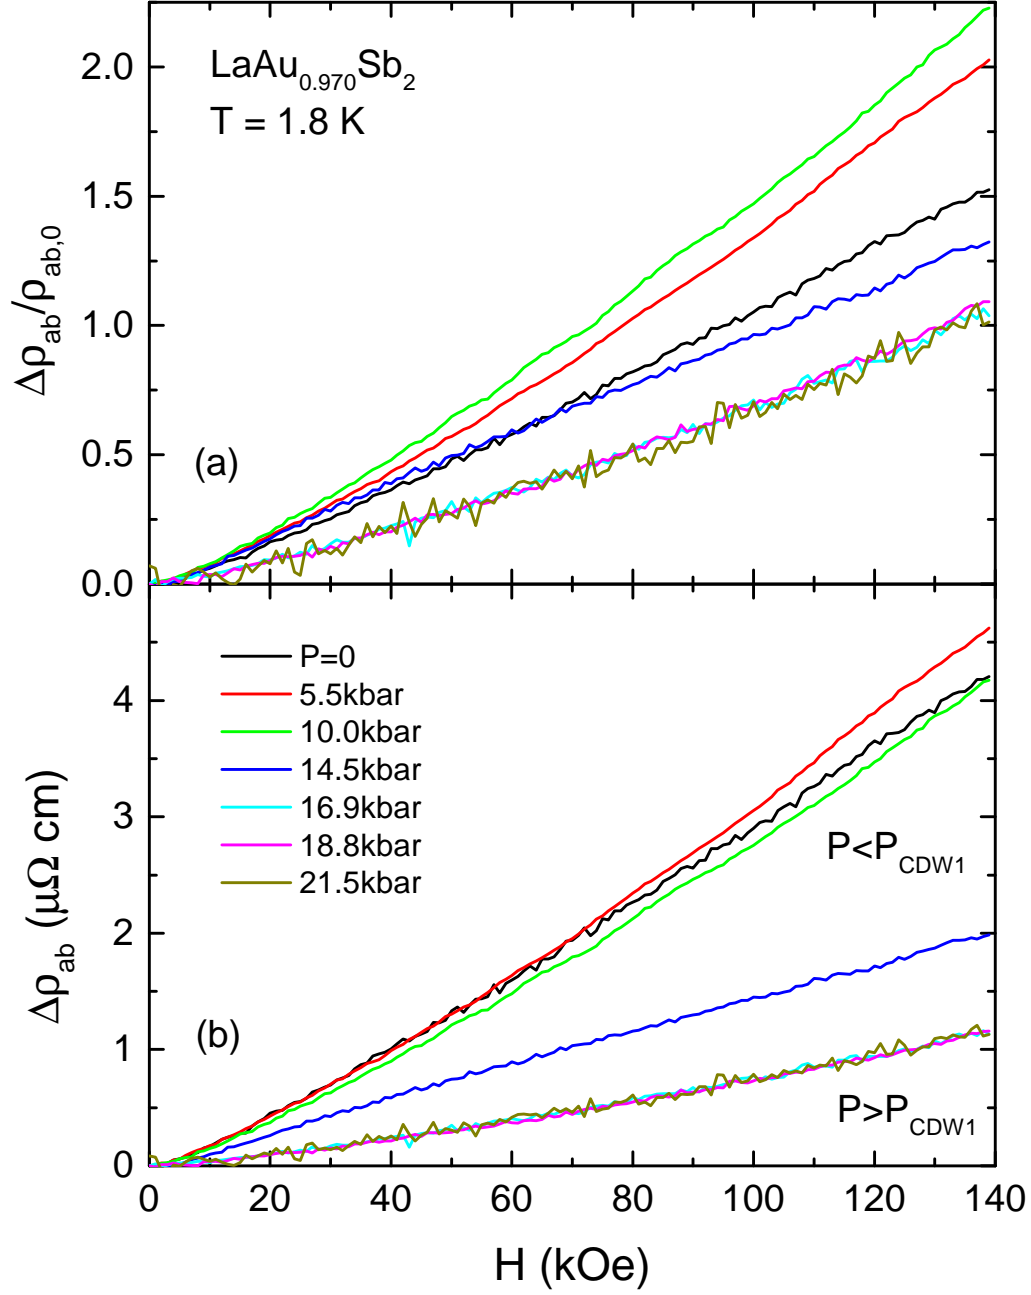 LaAu0.970Sb2
T = 1.8 K
Δρab/ρab,0
2.0
1.5
1.0
0.5
0.0
(a)
P=0
5.5kbar
10.0kbar
14.5kbar
16.9kbar
18.8kbar
21.5kbar
Δρab (μΩ cm)
4
3
2
1
0
P<PCDW1
(b)
P>PCDW1
0 20 40 60 80 100 120 140
H (kOe)